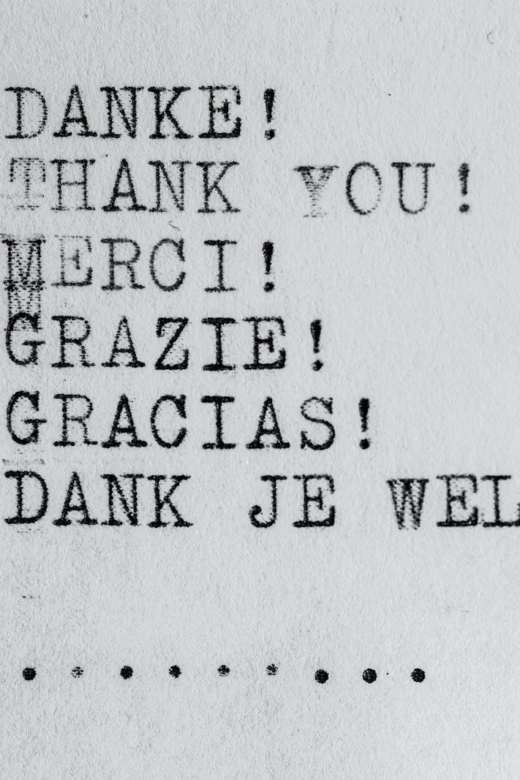 DANKE!
THANK YOU!
MERCI!
GRAZIE!
GRACIAS!
DANK JE WEL
.........